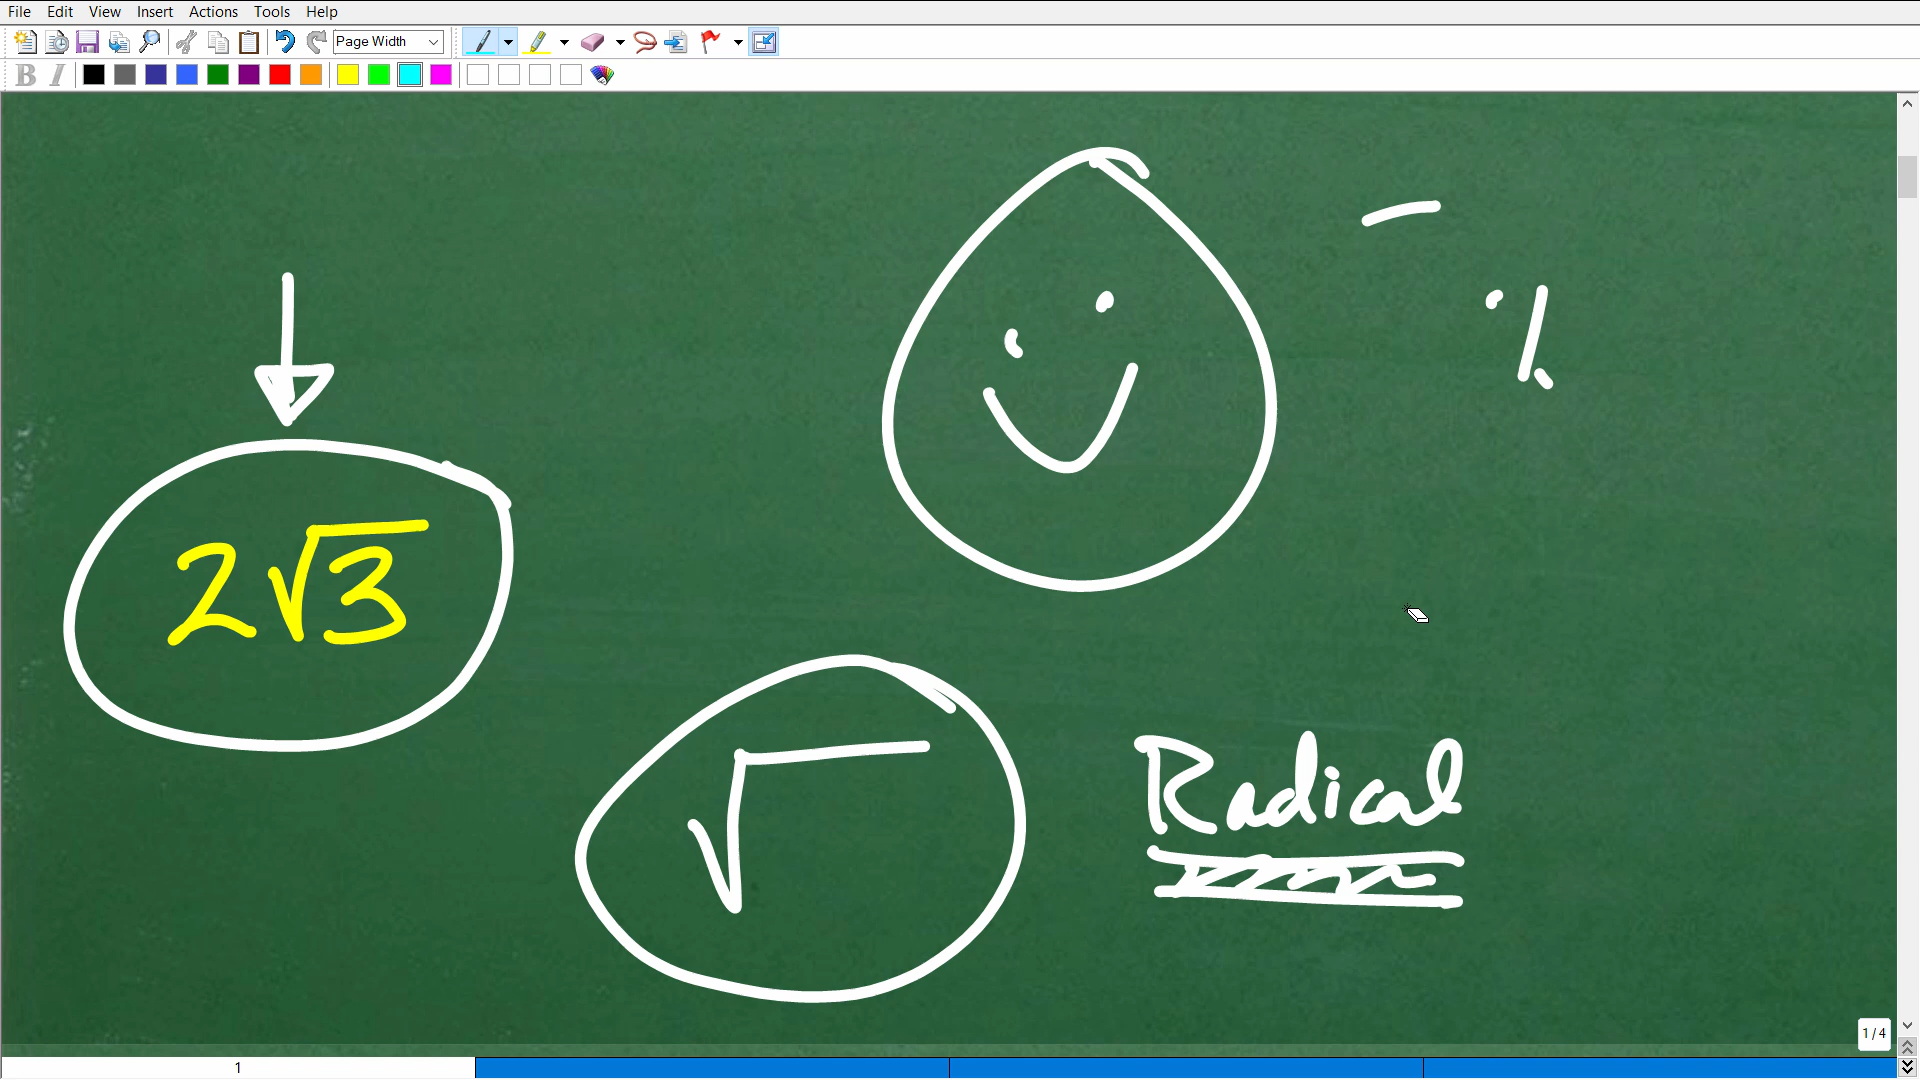 File Edit View Insert Actions Tools Help
Page Width
B I
2√3
√
Radical
1 / 4
1